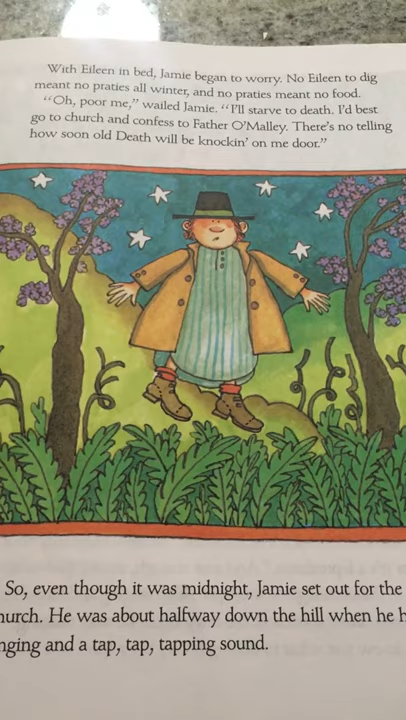 With Eileen in bed, Jamie began to worry. No Eileen to dig
meant no praties all winter, and no praties meant no food.
"Oh, poor me," wailed Jamie. "I'll starve to death. I'd best
go to church and confess to Father O'Malley. There's no telling
how soon old Death will be knockin' on me door."
So, even though it was midnight, Jamie set out for the
hurch. He was about halfway down the hill when he h
nging and a tap, tap, tapping sound.